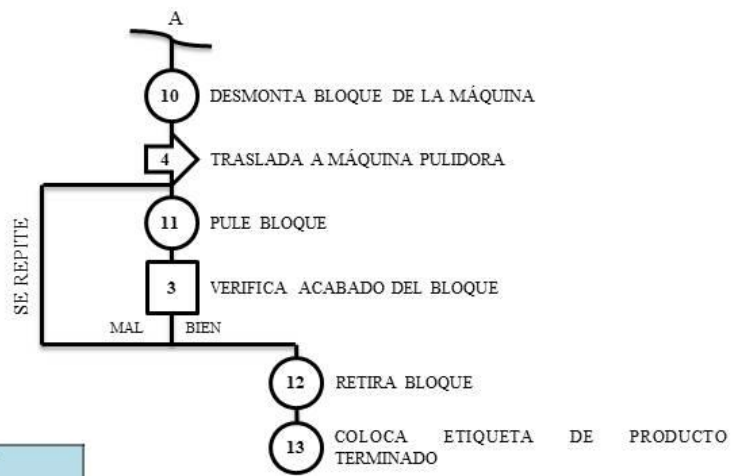 A
10 DESMONTA BLOQUE DE LA MÁQUINA
4 TRASLADA A MÁQUINA PULIDORA
11 PULE BLOQUE
SE REPITE
3 VERIFICA ACABADO DEL BLOQUE
MAL BIEN
12 RETIRA BLOQUE
13 COLOCA ETIQUETA DE PRODUCTO
TERMINADO